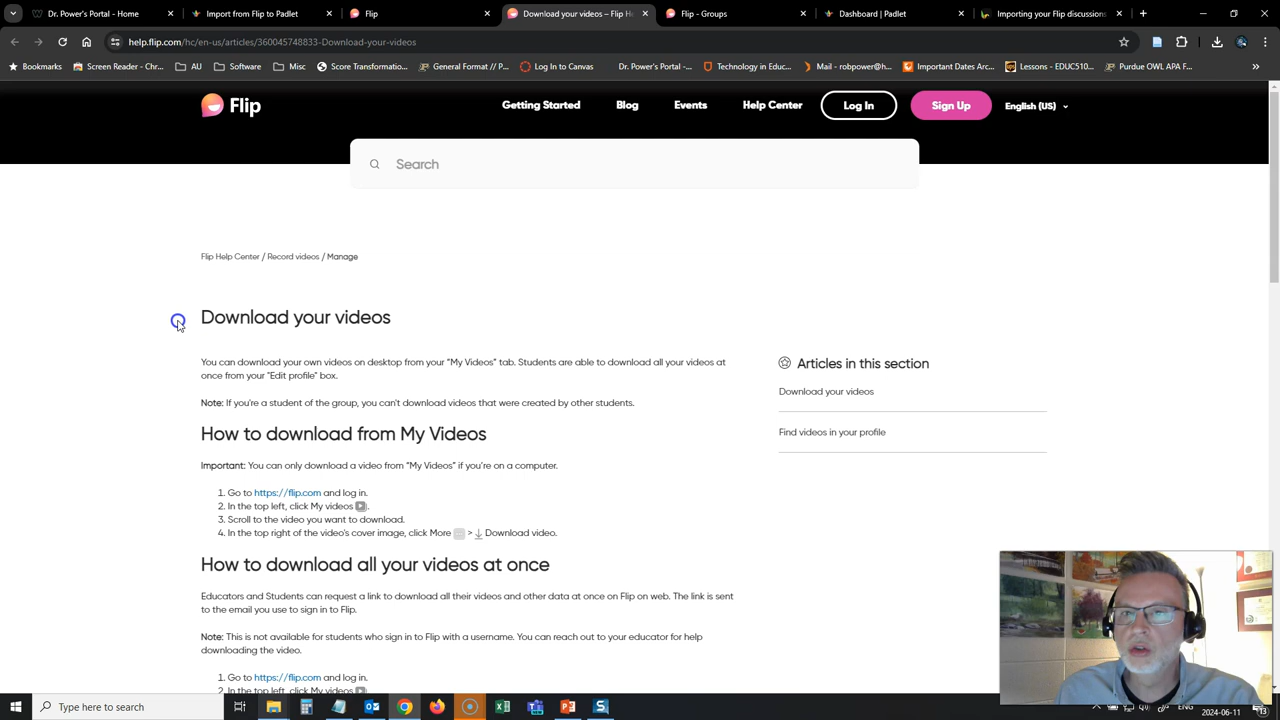 Dr. Power's Portal - Home
Import from Flip to Padlet
Flip
Download your videos – Flip He
Flip - Groups
Dashboard | Padlet
Importing your Flip discussions
help.flip.com/hc/en-us/articles/360045748833-Download-your-videos
Bookmarks
Screen Reader - Chr...
AU
Software
Misc
Score Transformatio...
General Format // P...
Log In to Canvas
Dr. Power's Portal -...
Technology in Educ...
Mail - robpower@h...
Important Dates Arc...
Lessons - EDUC510...
Purdue OWL APA F...
Flip
Getting Started
Blog
Events
Help Center
Log In
Sign Up
English (US)
Search
Flip Help Center / Record videos / Manage
Download your videos
You can download your own videos on desktop from your "My Videos" tab. Students are able to download all your videos at
once from your "Edit profile" box.
Note: If you're a student of the group, you can't download videos that were created by other students.
How to download from My Videos
Important: You can only download a video from "My Videos" if you're on a computer.
1. Go to https://flip.com and log in.
2. In the top left, click My videos .
3. Scroll to the video you want to download.
4. In the top right of the video's cover image, click More > Download video.
How to download all your videos at once
Educators and Students can request a link to download all their videos and other data at once on Flip on web. The link is sent
to the email you use to sign in to Flip.
Note: This is not available for students who sign in to Flip with a username. You can reach out to your educator for help
downloading the video.
1. Go to https://flip.com and log in.
2. In the top left, click My videos
Articles in this section
Download your videos
Find videos in your profile
Type here to search
ENG
2024-06-11
13